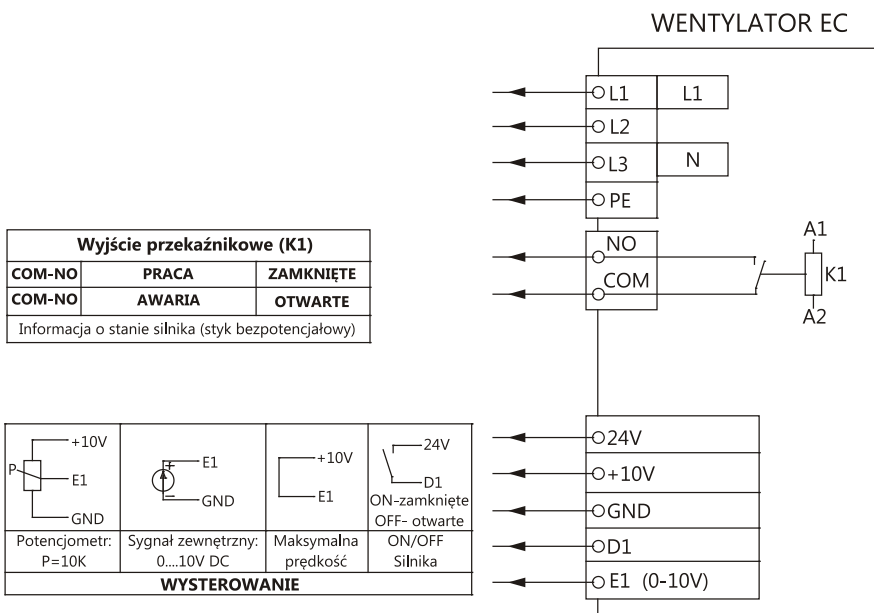 WENTYLATOR EC
L1 L1
L2
L3 N
PE
NO
COM
A1
K1
A2
Wyjście przekaźnikowe (K1)
COM-NO PRACA ZAMKNIĘTE
COM-NO AWARIA OTWARTE
Informacja o stanie silnika (styk bezpotencjałowy)
24V
+10V
GND
D1
E1 (0-10V)
+10V
P
E1
GND
Potencjometr:
P=10K
+
E1
−
GND
Sygnał zewnętrzny:
0....10V DC
+10V
E1
Maksymalna
prędkość
24V
D1
ON-zamknięte
OFF- otwarte
ON/OFF
Silnika
WYSTEROWANIE